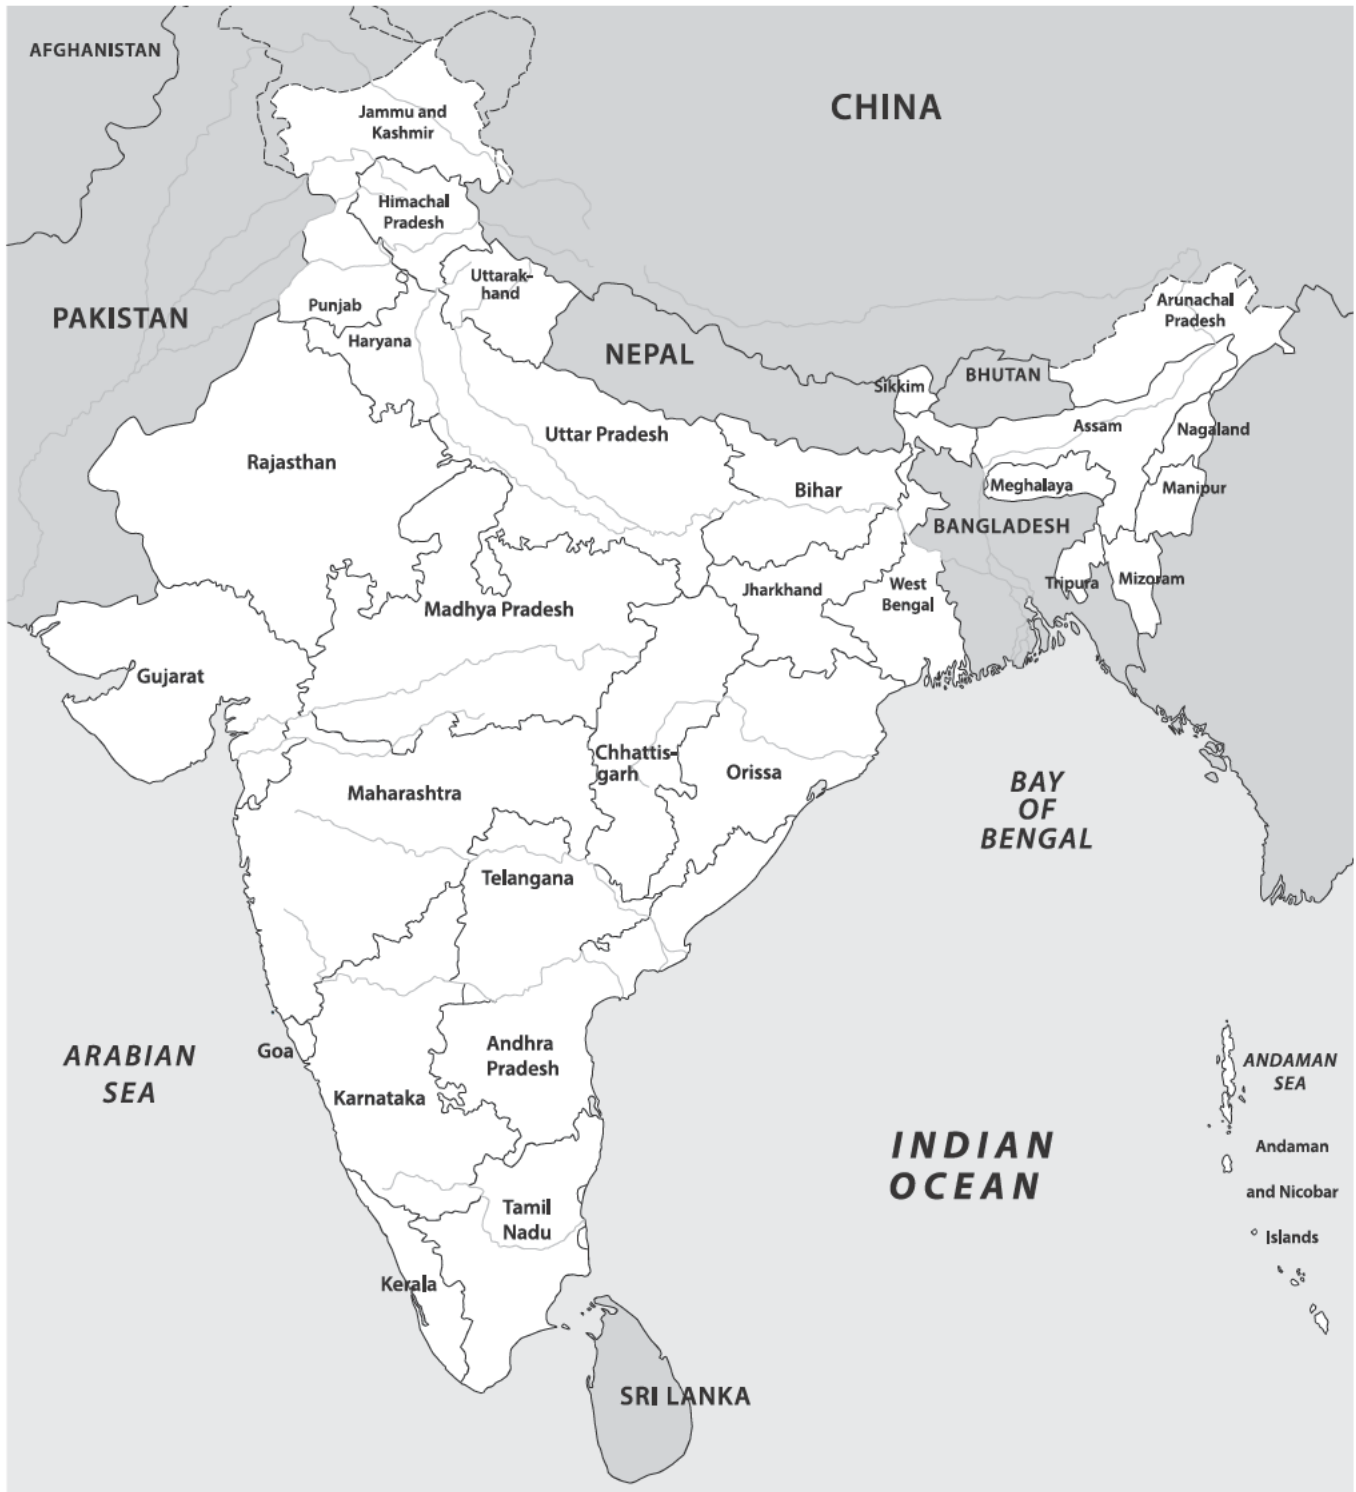 AFGHANISTAN
CHINA
Jammu and
Kashmir
Himachal
Pradesh
Uttarak-
hand
PAKISTAN
Punjab
Haryana
NEPAL
Arunachal
Pradesh
Sikkim
BHUTAN
Assam
Nagaland
Rajasthan
Uttar Pradesh
Bihar
Meghalaya
Manipur
BANGLADESH
Jharkhand
West
Bengal
Tripura
Mizoram
Madhya Pradesh
Gujarat
Chhattis-
garh
Orissa
Maharashtra
BAY
OF
BENGAL
Telangana
ARABIAN
SEA
Goa
Andhra
Pradesh
Karnataka
ANDAMAN
SEA
INDIAN
OCEAN
Andaman
and Nicobar
Islands
Tamil
Nadu
Kerala
SRI LANKA